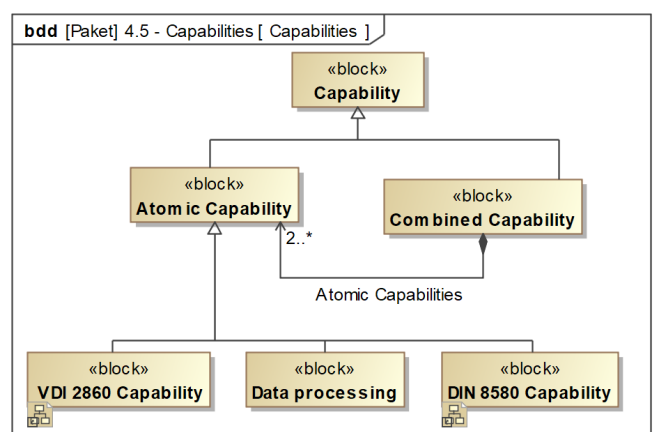 bdd [Paket] 4.5 - Capabilities [ Capabilities ]
«block»
Capability
«block»
Atomic Capability
«block»
Combined Capability
2..*
Atomic Capabilities
«block»
VDI 2860 Capability
«block»
Data processing
«block»
DIN 8580 Capability